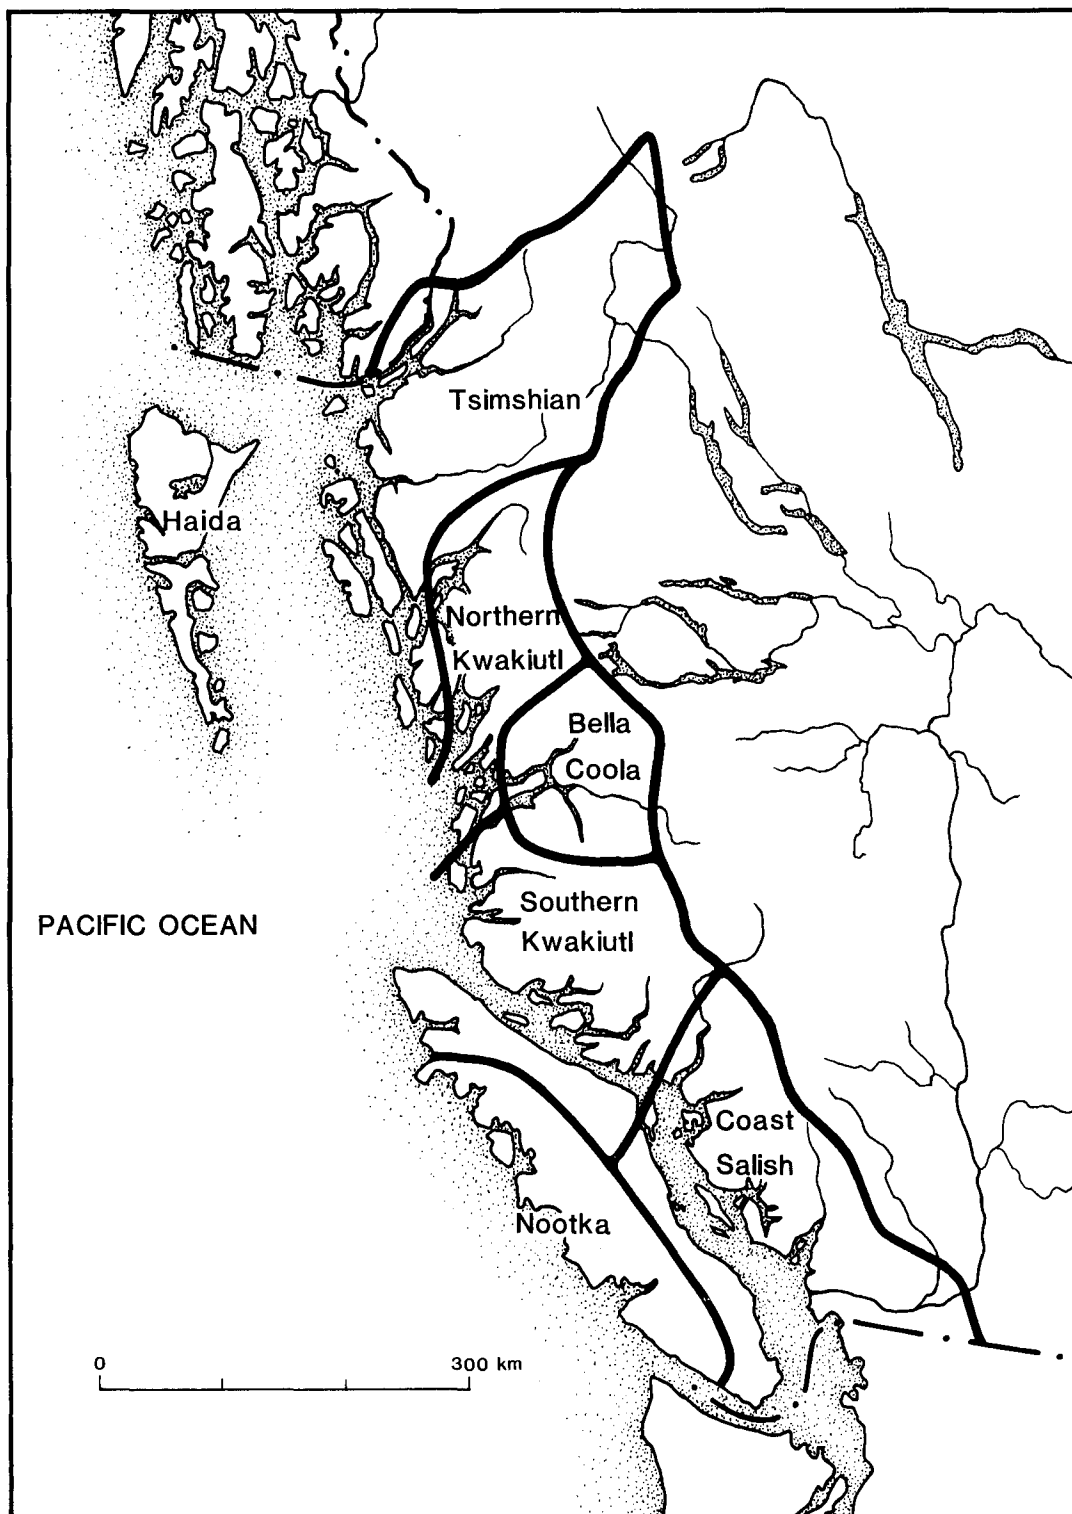 Tsimshian
Haida
Northern
Kwakiutl
Bella
Coola
Southern
Kwakiutl
PACIFIC OCEAN
Coast
Salish
Nootka
0
300 km